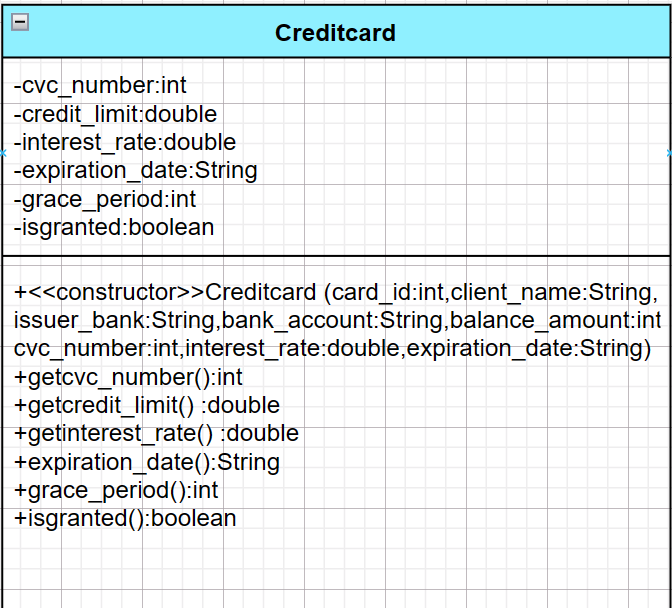 Creditcard
-cvc_number:int
-credit_limit:double
-interest_rate:double
-expiration_date:String
-grace_period:int
-isgranted:boolean
+<<constructor>>Creditcard (card_id:int,client_name:String,
issuer_bank:String,bank_account:String,balance_amount:int
cvc_number:int,interest_rate:double,expiration_date:String)
+getcvc_number():int
+getcredit_limit() :double
+getinterest_rate() :double
+expiration_date():String
+grace_period():int
+isgranted():boolean